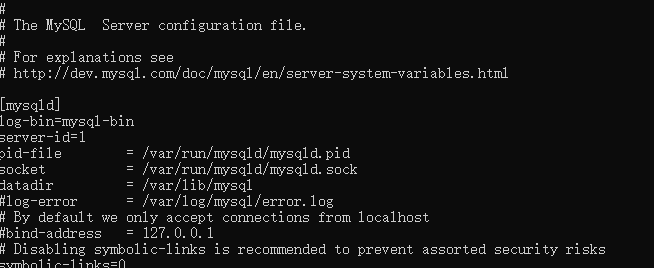 #
# The MySQL  Server configuration file.
#
# For explanations see
# http://dev.mysql.com/doc/mysql/en/server-system-variables.html
[mysqld]
log-bin=mysql-bin
server-id=1
pid-file        = /var/run/mysqld/mysqld.pid
socket          = /var/run/mysqld/mysqld.sock
datadir         = /var/lib/mysql
#log-error      = /var/log/mysql/error.log
# By default we only accept connections from localhost
#bind-address   = 127.0.0.1
# Disabling symbolic-links is recommended to prevent assorted security risks
symbolic-links=0